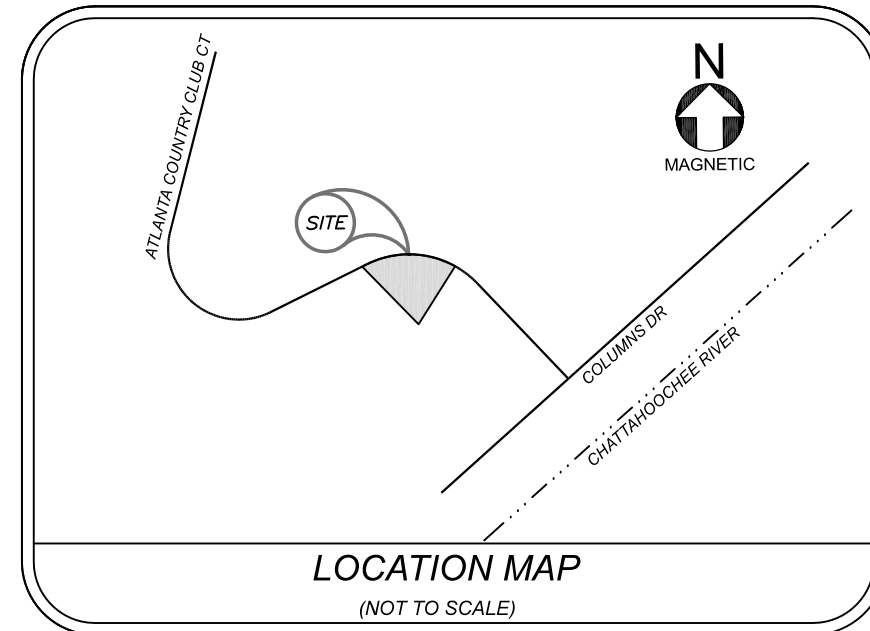 ATLANTA COUNTRY CLUB CT
N
MAGNETIC
SITE
COLUMNS DR
CHATTAHOOCHEE RIVER
LOCATION MAP
(NOT TO SCALE)